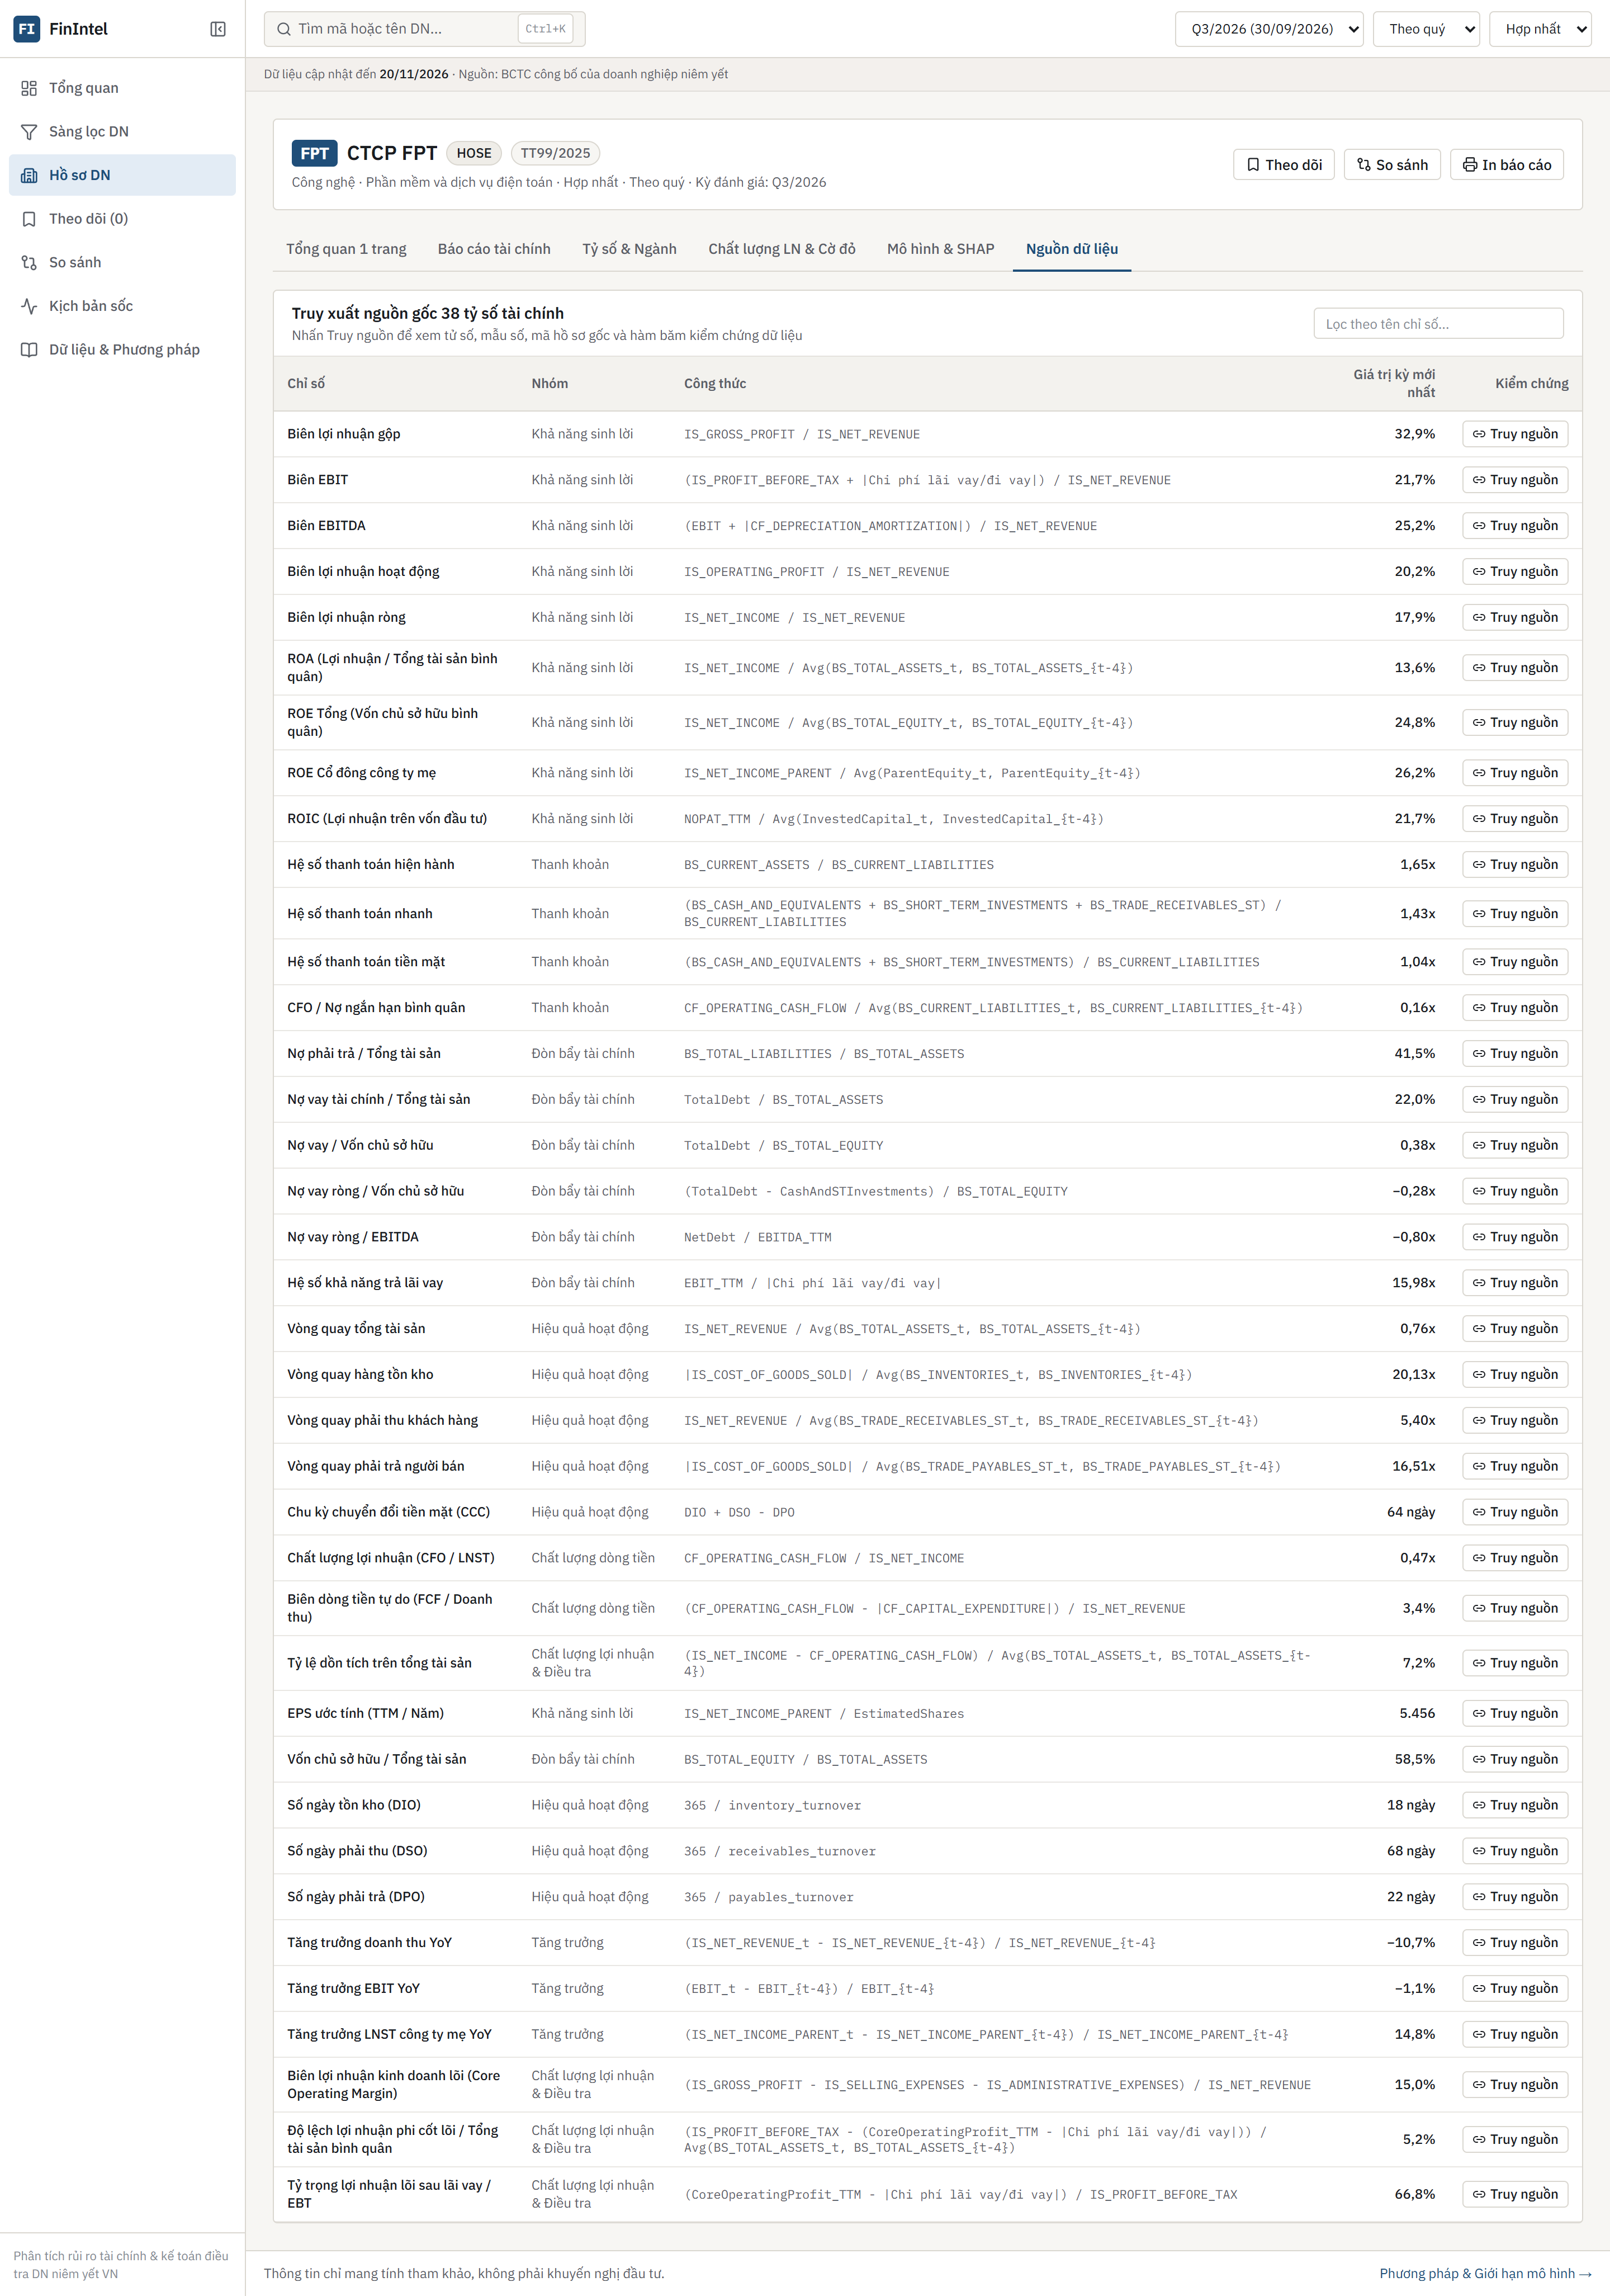 FI FinIntel
Tổng quan
Sàng lọc DN
Hồ sơ DN
Theo dõi (0)
So sánh
Kịch bản sốc
Dữ liệu & Phương pháp
Phân tích rủi ro tài chính & kế toán điều
tra DN niêm yết VN
Tìm mã hoặc tên DN... Ctrl+K
Q3/2026 (30/09/2026) Theo quý Hợp nhất
Dữ liệu cập nhật đến 20/11/2026 · Nguồn: BCTC công bố của doanh nghiệp niêm yết
FPT CTCP FPT HOSE TT99/2025
Công nghệ · Phần mềm và dịch vụ điện toán · Hợp nhất · Theo quý · Kỳ đánh giá: Q3/2026
Theo dõi So sánh In báo cáo
Tổng quan 1 trang Báo cáo tài chính Tỷ số & Ngành Chất lượng LN & Cờ đỏ Mô hình & SHAP Nguồn dữ liệu
Truy xuất nguồn gốc 38 tỷ số tài chính
Nhấn Truy nguồn để xem tử số, mẫu số, mã hồ sơ gốc và hàm băm kiểm chứng dữ liệu
Lọc theo tên chỉ số...
Chỉ số Nhóm Công thức Giá trị kỳ mới
nhất Kiểm chứng
Biên lợi nhuận gộp Khả năng sinh lời IS_GROSS_PROFIT / IS_NET_REVENUE 32,9% Truy nguồn
Biên EBIT Khả năng sinh lời (IS_PROFIT_BEFORE_TAX + |Chi phí lãi vay/đi vay|) / IS_NET_REVENUE 21,7% Truy nguồn
Biên EBITDA Khả năng sinh lời (EBIT + |CF_DEPRECIATION_AMORTIZATION|) / IS_NET_REVENUE 25,2% Truy nguồn
Biên lợi nhuận hoạt động Khả năng sinh lời IS_OPERATING_PROFIT / IS_NET_REVENUE 20,2% Truy nguồn
Biên lợi nhuận ròng Khả năng sinh lời IS_NET_INCOME / IS_NET_REVENUE 17,9% Truy nguồn
ROA (Lợi nhuận / Tổng tài sản bình
quân) Khả năng sinh lời IS_NET_INCOME / Avg(BS_TOTAL_ASSETS_t, BS_TOTAL_ASSETS_{t-4}) 13,6% Truy nguồn
ROE Tổng (Vốn chủ sở hữu bình
quân) Khả năng sinh lời IS_NET_INCOME / Avg(BS_TOTAL_EQUITY_t, BS_TOTAL_EQUITY_{t-4}) 24,8% Truy nguồn
ROE Cổ đông công ty mẹ Khả năng sinh lời IS_NET_INCOME_PARENT / Avg(ParentEquity_t, ParentEquity_{t-4}) 26,2% Truy nguồn
ROIC (Lợi nhuận trên vốn đầu tư) Khả năng sinh lời NOPAT_TTM / Avg(InvestedCapital_t, InvestedCapital_{t-4}) 21,7% Truy nguồn
Hệ số thanh toán hiện hành Thanh khoản BS_CURRENT_ASSETS / BS_CURRENT_LIABILITIES 1,65x Truy nguồn
Hệ số thanh toán nhanh Thanh khoản (BS_CASH_AND_EQUIVALENTS + BS_SHORT_TERM_INVESTMENTS + BS_TRADE_RECEIVABLES_ST) /
BS_CURRENT_LIABILITIES 1,43x Truy nguồn
Hệ số thanh toán tiền mặt Thanh khoản (BS_CASH_AND_EQUIVALENTS + BS_SHORT_TERM_INVESTMENTS) / BS_CURRENT_LIABILITIES 1,04x Truy nguồn
CFO / Nợ ngắn hạn bình quân Thanh khoản CF_OPERATING_CASH_FLOW / Avg(BS_CURRENT_LIABILITIES_t, BS_CURRENT_LIABILITIES_{t-4}) 0,16x Truy nguồn
Nợ phải trả / Tổng tài sản Đòn bẩy tài chính BS_TOTAL_LIABILITIES / BS_TOTAL_ASSETS 41,5% Truy nguồn
Nợ vay tài chính / Tổng tài sản Đòn bẩy tài chính TotalDebt / BS_TOTAL_ASSETS 22,0% Truy nguồn
Nợ vay / Vốn chủ sở hữu Đòn bẩy tài chính TotalDebt / BS_TOTAL_EQUITY 0,38x Truy nguồn
Nợ vay ròng / Vốn chủ sở hữu Đòn bẩy tài chính (TotalDebt - CashAndSTInvestments) / BS_TOTAL_EQUITY −0,28x Truy nguồn
Nợ vay ròng / EBITDA Đòn bẩy tài chính NetDebt / EBITDA_TTM −0,80x Truy nguồn
Hệ số khả năng trả lãi vay Đòn bẩy tài chính EBIT_TTM / |Chi phí lãi vay/đi vay| 15,98x Truy nguồn
Vòng quay tổng tài sản Hiệu quả hoạt động IS_NET_REVENUE / Avg(BS_TOTAL_ASSETS_t, BS_TOTAL_ASSETS_{t-4}) 0,76x Truy nguồn
Vòng quay hàng tồn kho Hiệu quả hoạt động |IS_COST_OF_GOODS_SOLD| / Avg(BS_INVENTORIES_t, BS_INVENTORIES_{t-4}) 20,13x Truy nguồn
Vòng quay phải thu khách hàng Hiệu quả hoạt động IS_NET_REVENUE / Avg(BS_TRADE_RECEIVABLES_ST_t, BS_TRADE_RECEIVABLES_ST_{t-4}) 5,40x Truy nguồn
Vòng quay phải trả người bán Hiệu quả hoạt động |IS_COST_OF_GOODS_SOLD| / Avg(BS_TRADE_PAYABLES_ST_t, BS_TRADE_PAYABLES_ST_{t-4}) 16,51x Truy nguồn
Chu kỳ chuyển đổi tiền mặt (CCC) Hiệu quả hoạt động DIO + DSO - DPO 64 ngày Truy nguồn
Chất lượng lợi nhuận (CFO / LNST) Chất lượng dòng tiền CF_OPERATING_CASH_FLOW / IS_NET_INCOME 0,47x Truy nguồn
Biên dòng tiền tự do (FCF / Doanh
thu) Chất lượng dòng tiền (CF_OPERATING_CASH_FLOW - |CF_CAPITAL_EXPENDITURE|) / IS_NET_REVENUE 3,4% Truy nguồn
Tỷ lệ dồn tích trên tổng tài sản Chất lượng lợi nhuận
& Điều tra (IS_NET_INCOME - CF_OPERATING_CASH_FLOW) / Avg(BS_TOTAL_ASSETS_t, BS_TOTAL_ASSETS_{t-
4}) 7,2% Truy nguồn
EPS ước tính (TTM / Năm) Khả năng sinh lời IS_NET_INCOME_PARENT / EstimatedShares 5.456 Truy nguồn
Vốn chủ sở hữu / Tổng tài sản Đòn bẩy tài chính BS_TOTAL_EQUITY / BS_TOTAL_ASSETS 58,5% Truy nguồn
Số ngày tồn kho (DIO) Hiệu quả hoạt động 365 / inventory_turnover 18 ngày Truy nguồn
Số ngày phải thu (DSO) Hiệu quả hoạt động 365 / receivables_turnover 68 ngày Truy nguồn
Số ngày phải trả (DPO) Hiệu quả hoạt động 365 / payables_turnover 22 ngày Truy nguồn
Tăng trưởng doanh thu YoY Tăng trưởng (IS_NET_REVENUE_t - IS_NET_REVENUE_{t-4}) / IS_NET_REVENUE_{t-4} −10,7% Truy nguồn
Tăng trưởng EBIT YoY Tăng trưởng (EBIT_t - EBIT_{t-4}) / EBIT_{t-4} −1,1% Truy nguồn
Tăng trưởng LNST công ty mẹ YoY Tăng trưởng (IS_NET_INCOME_PARENT_t - IS_NET_INCOME_PARENT_{t-4}) / IS_NET_INCOME_PARENT_{t-4} 14,8% Truy nguồn
Biên lợi nhuận kinh doanh lõi (Core
Operating Margin) Chất lượng lợi nhuận
& Điều tra (IS_GROSS_PROFIT - IS_SELLING_EXPENSES - IS_ADMINISTRATIVE_EXPENSES) / IS_NET_REVENUE 15,0% Truy nguồn
Độ lệch lợi nhuận phi cốt lõi / Tổng
tài sản bình quân Chất lượng lợi nhuận
& Điều tra (IS_PROFIT_BEFORE_TAX - (CoreOperatingProfit_TTM - |Chi phí lãi vay/đi vay|)) /
Avg(BS_TOTAL_ASSETS_t, BS_TOTAL_ASSETS_{t-4}) 5,2% Truy nguồn
Tỷ trọng lợi nhuận lõi sau lãi vay /
EBT Chất lượng lợi nhuận
& Điều tra (CoreOperatingProfit_TTM - |Chi phí lãi vay/đi vay|) / IS_PROFIT_BEFORE_TAX 66,8% Truy nguồn
Thông tin chỉ mang tính tham khảo, không phải khuyến nghị đầu tư.
Phương pháp & Giới hạn mô hình →